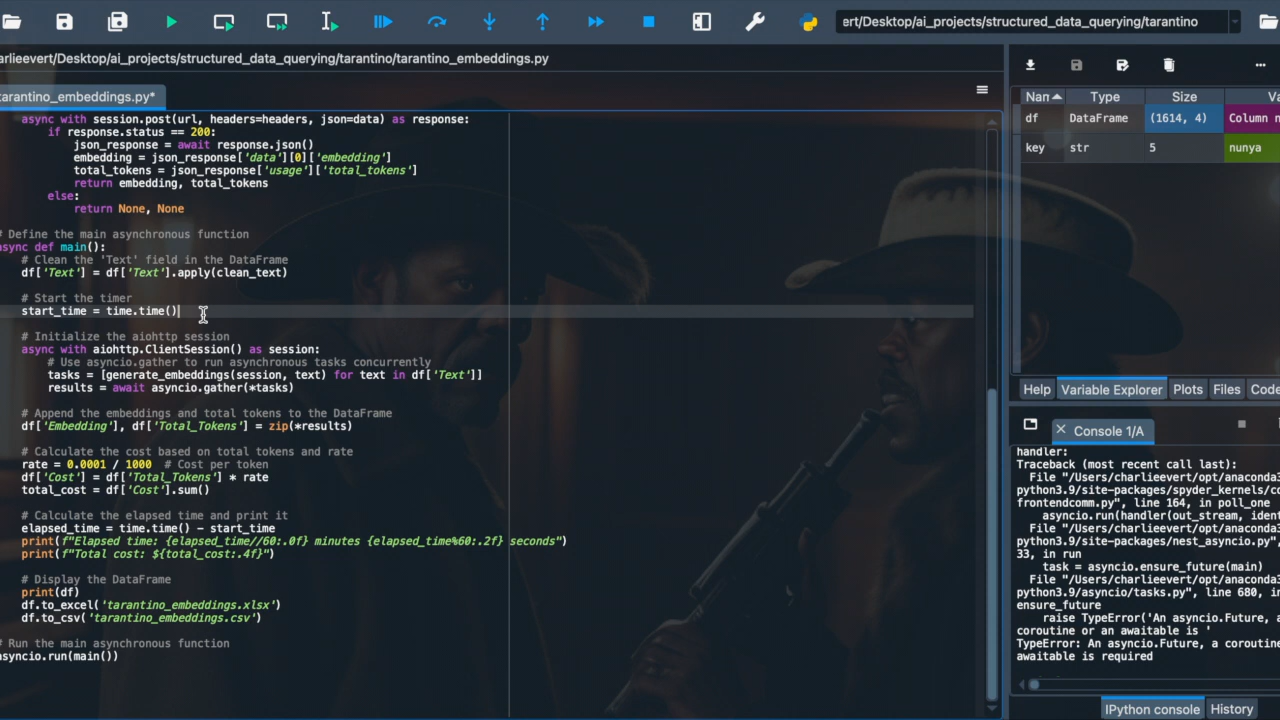 ert/Desktop/ai_projects/structured_data_querying/tarantino
arlieevert/Desktop/ai_projects/structured_data_querying/tarantino/tarantino_embeddings.py
tarantino_embeddings.py*
async with session.post(url, headers=headers, json=data) as response:
if response.status == 200:
json_response = await response.json()
embedding = json_response['data'][0]['embedding']
total_tokens = json_response['usage']['total_tokens']
return embedding, total_tokens
else:
return None, None
# Define the main asynchronous function
async def main():
# Clean the 'Text' field in the DataFrame
df['Text'] = df['Text'].apply(clean_text)
# Start the timer
start_time = time.time()
# Initialize the aiohttp session
async with aiohttp.ClientSession() as session:
# Use asyncio.gather to run asynchronous tasks concurrently
tasks = [generate_embeddings(session, text) for text in df['Text']]
results = await asyncio.gather(*tasks)
# Append the embeddings and total tokens to the DataFrame
df['Embedding'], df['Total_Tokens'] = zip(*results)
# Calculate the cost based on total tokens and rate
rate = 0.0001 / 1000  # Cost per token
df['Cost'] = df['Total_Tokens'] * rate
total_cost = df['Cost'].sum()
# Calculate the elapsed time and print it
elapsed_time = time.time() - start_time
print(f"Elapsed time: {elapsed_time//60:.0f} minutes {elapsed_time%60:.2f} seconds")
print(f"Total cost: ${total_cost:.4f}")
# Display the DataFrame
print(df)
df.to_excel('tarantino_embeddings.xlsx')
df.to_csv('tarantino_embeddings.csv')
# Run the main asynchronous function
asyncio.run(main())
Nan Type Size Va
df DataFrame (1614, 4) Column n
key str 5 nunya
Help Variable Explorer Plots Files Code
Console 1/A
handler:
Traceback (most recent call last):
File "/Users/charlieevert/opt/anaconda3
python3.9/site-packages/spyder_kernels/co
frontendcomm.py", line 164, in poll_one
asyncio.run(handler(out_stream, ident
File "/Users/charlieevert/opt/anaconda3
python3.9/site-packages/nest_asyncio.py",
33, in run
task = asyncio.ensure_future(main)
File "/Users/charlieevert/opt/anaconda3
python3.9/asyncio/tasks.py", line 680, in
ensure_future
raise TypeError('An asyncio.Future, a
coroutine or an awaitable is '
TypeError: An asyncio.Future, a coroutine
awaitable is required
IPython console History